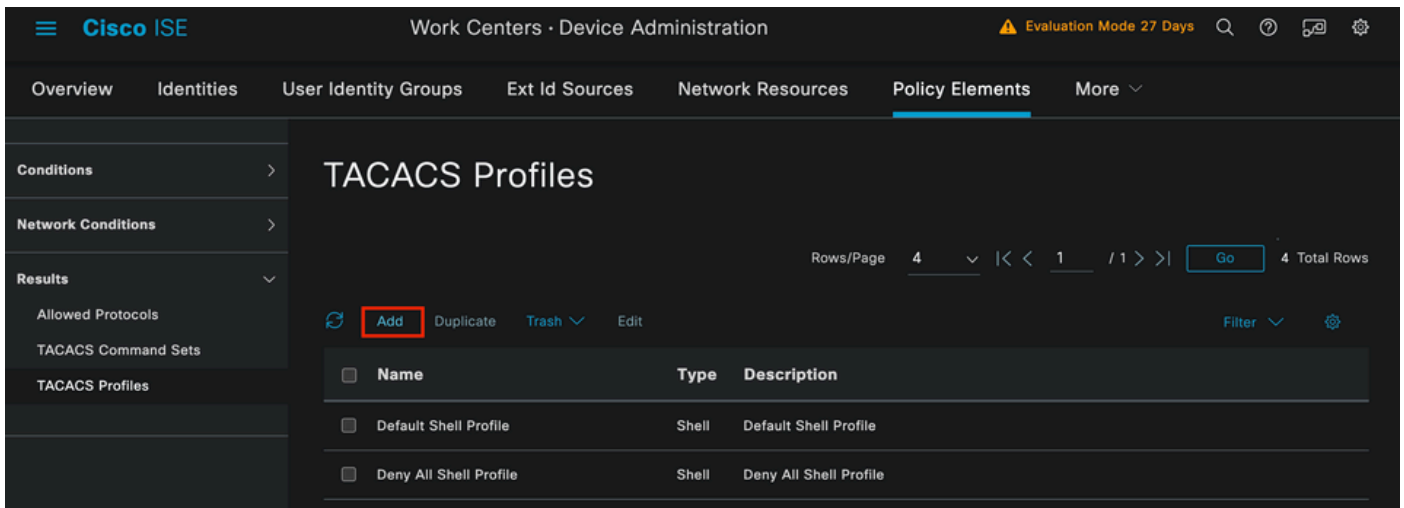 Cisco ISE
Work Centers · Device Administration
Evaluation Mode 27 Days
Overview Identities User Identity Groups Ext Id Sources Network Resources Policy Elements More
Conditions
Network Conditions
Results
Allowed Protocols
TACACS Command Sets
TACACS Profiles
TACACS Profiles
Rows/Page 4 1 / 1 Go 4 Total Rows
Add Duplicate Trash Edit Filter
Name Type Description
Default Shell Profile Shell Default Shell Profile
Deny All Shell Profile Shell Deny All Shell Profile